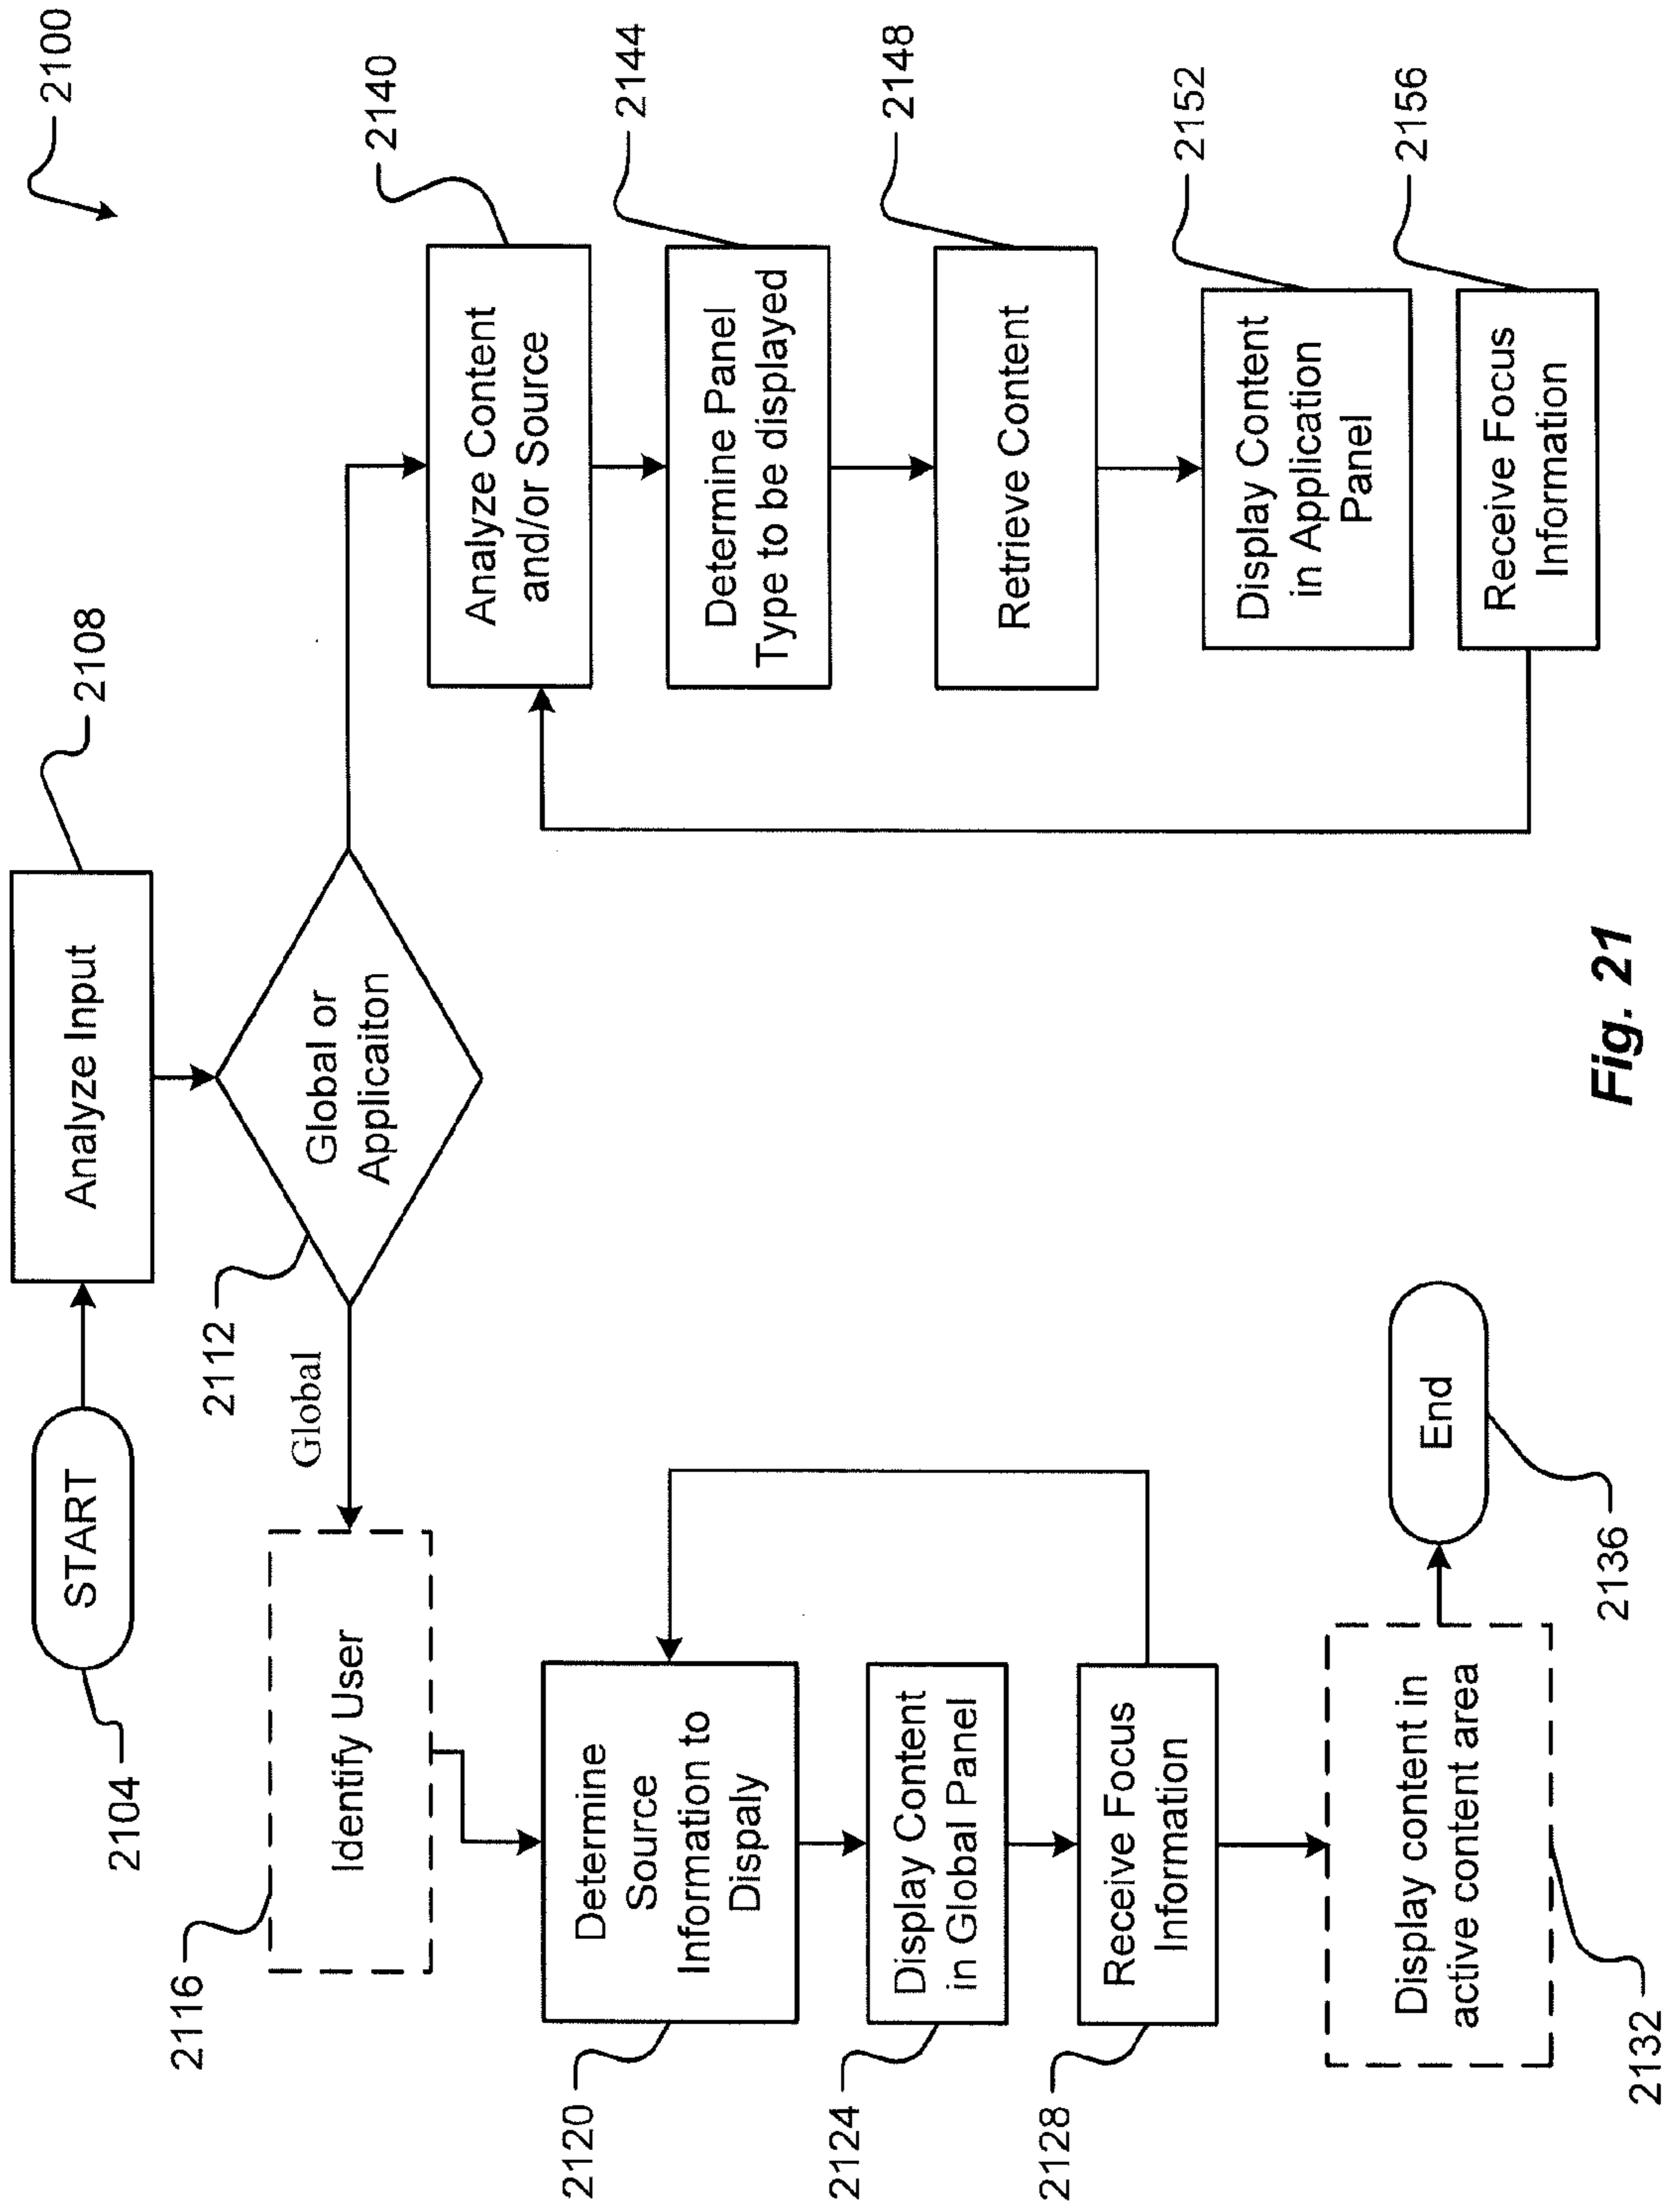 2100
START
2104
Analyze Input
2108
Global or
Applicaiton
2112
Global
Identify User
2116
Determine
Source
Information to
Dispaly
2120
Display Content
in Global Panel
2124
Receive Focus
Information
2128
Display content in
active content area
2132
End
2136
Analyze Content
and/or Source
2140
Determine Panel
Type to be displayed
2144
Retrieve Content
2148
Display Content
in Application
Panel
2152
Receive Focus
Information
2156
Fig. 21